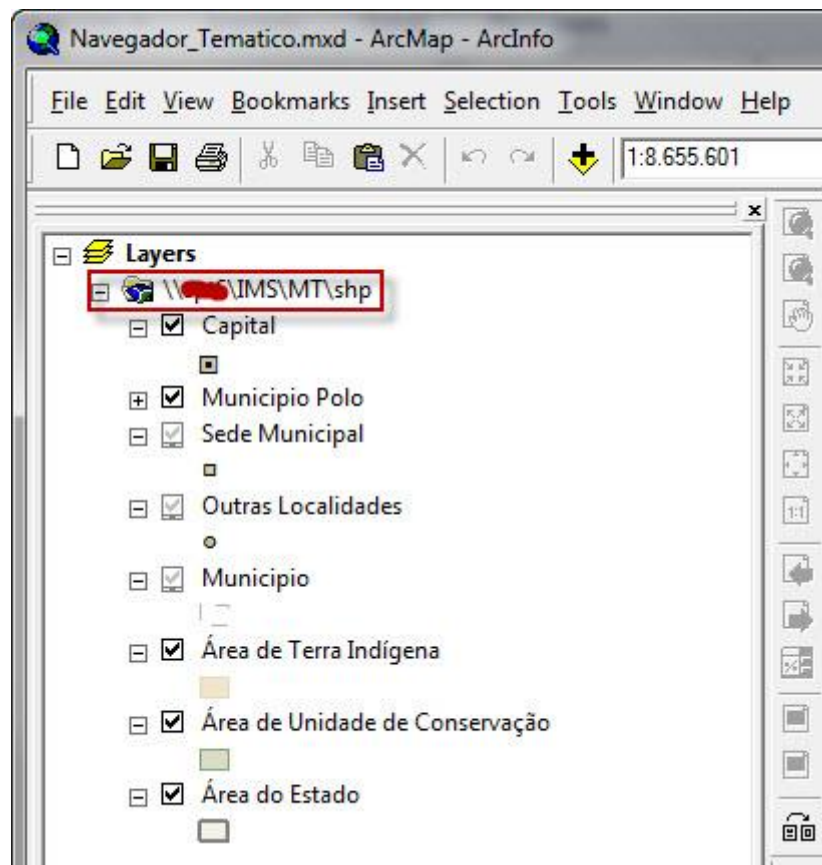 Navegador_Tematico.mxd - ArcMap - ArcInfo
File Edit View Bookmarks Insert Selection Tools Window Help
1:8.655.601
Layers
\\ \IMS\MT\shp
Capital
Municipio Polo
Sede Municipal
Outras Localidades
Municipio
Área de Terra Indígena
Área de Unidade de Conservação
Área do Estado
1:1